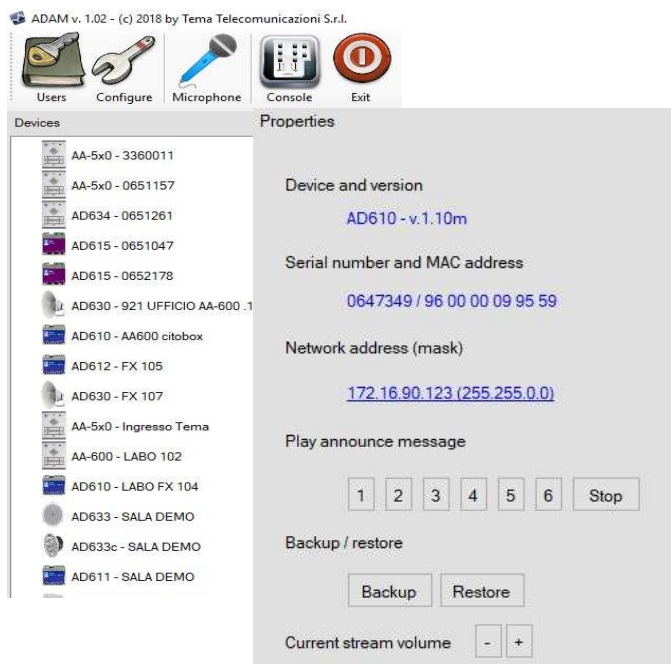 ADAM v. 1.02 - (c) 2018 by Tema Telecomunicazioni S.r.l.
Users Configure Microphone Console Exit
Devices
AA-5x0 - 3360011
AA-5x0 - 0651157
AD634 - 0651261
AD615 - 0651047
AD615 - 0652178
AD630 - 921 UFFICIO AA-600 .1
AD610 - AA600 citobox
AD612 - FX 105
AD630 - FX 107
AA-5x0 - Ingresso Tema
AA-600 - LABO 102
AD610 - LABO FX 104
AD633 - SALA DEMO
AD633c - SALA DEMO
AD611 - SALA DEMO
Properties
Device and version
AD610 - v.1.10m
Serial number and MAC address
0647349 / 96 00 00 09 95 59
Network address (mask)
172.16.90.123 (255.255.0.0)
Play announce message
1 2 3 4 5 6 Stop
Backup / restore
Backup Restore
Current stream volume - +